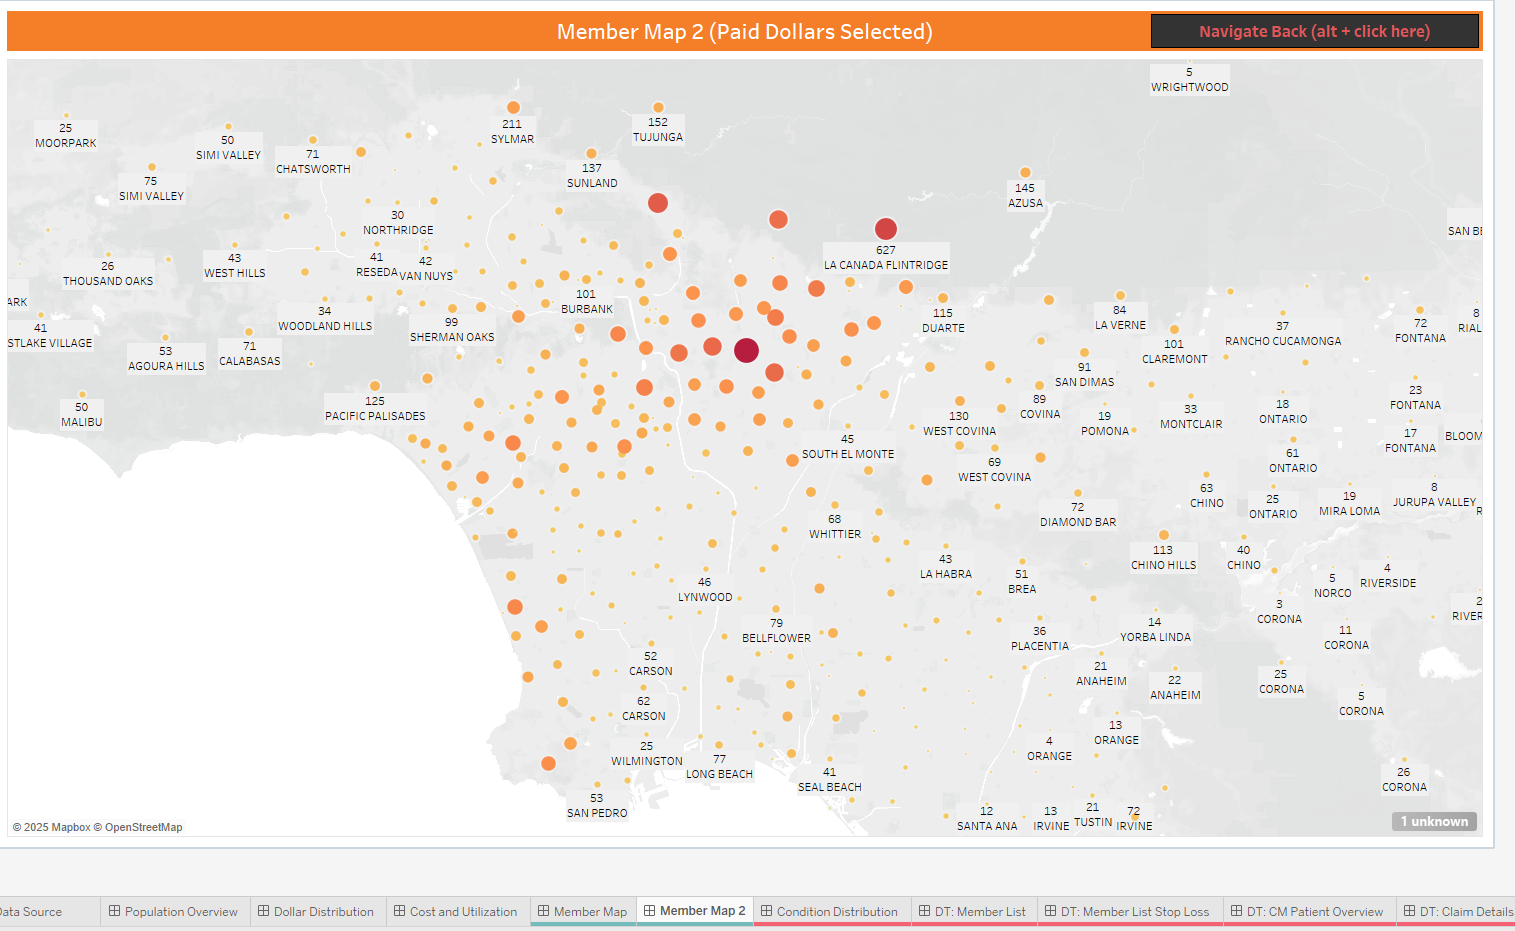 Member Map 2 (Paid Dollars Selected)
Navigate Back (alt + click here)
5
WRIGHTWOOD
25
MOORPARK
50
SIMI VALLEY
71
CHATSWORTH
211
SYLMAR
152
TUJUNGA
75
SIMI VALLEY
137
SUNLAND
145
AZUSA
30
NORTHRIDGE
SAN BE
26
THOUSAND OAKS
43
WEST HILLS
41
RESEDA
42
VAN NUYS
627
LA CANADA FLINTRIDGE
ARK
101
BURBANK
41
STLAKE VILLAGE
34
WOODLAND HILLS
99
SHERMAN OAKS
115
DUARTE
84
LA VERNE
37
RANCHO CUCAMONGA
72
FONTANA
8
RIAL
53
AGOURA HILLS
71
CALABASAS
101
CLAREMONT
91
SAN DIMAS
50
MALIBU
125
PACIFIC PALISADES
130
WEST COVINA
89
COVINA
19
POMONA
33
MONTCLAIR
18
ONTARIO
23
FONTANA
45
SOUTH EL MONTE
17
FONTANA
BLOOM
69
WEST COVINA
61
ONTARIO
63
CHINO
25
ONTARIO
19
MIRA LOMA
8
JURUPA VALLEY
R
68
WHITTIER
72
DIAMOND BAR
43
LA HABRA
51
BREA
113
CHINO HILLS
40
CHINO
5
NORCO
4
RIVERSIDE
46
LYNWOOD
3
CORONA
2
RIVER
79
BELLFLOWER
36
PLACENTIA
14
YORBA LINDA
11
CORONA
52
CARSON
21
ANAHEIM
22
ANAHEIM
25
CORONA
5
CORONA
62
CARSON
25
WILMINGTON
77
LONG BEACH
41
SEAL BEACH
4
ORANGE
13
ORANGE
26
CORONA
53
SAN PEDRO
12
SANTA ANA
13
IRVINE
21
TUSTIN
72
IRVINE
© 2025 Mapbox © OpenStreetMap
1 unknown
Data Source
Population Overview
Dollar Distribution
Cost and Utilization
Member Map
Member Map 2
Condition Distribution
DT: Member List
DT: Member List Stop Loss
DT: CM Patient Overview
DT: Claim Details